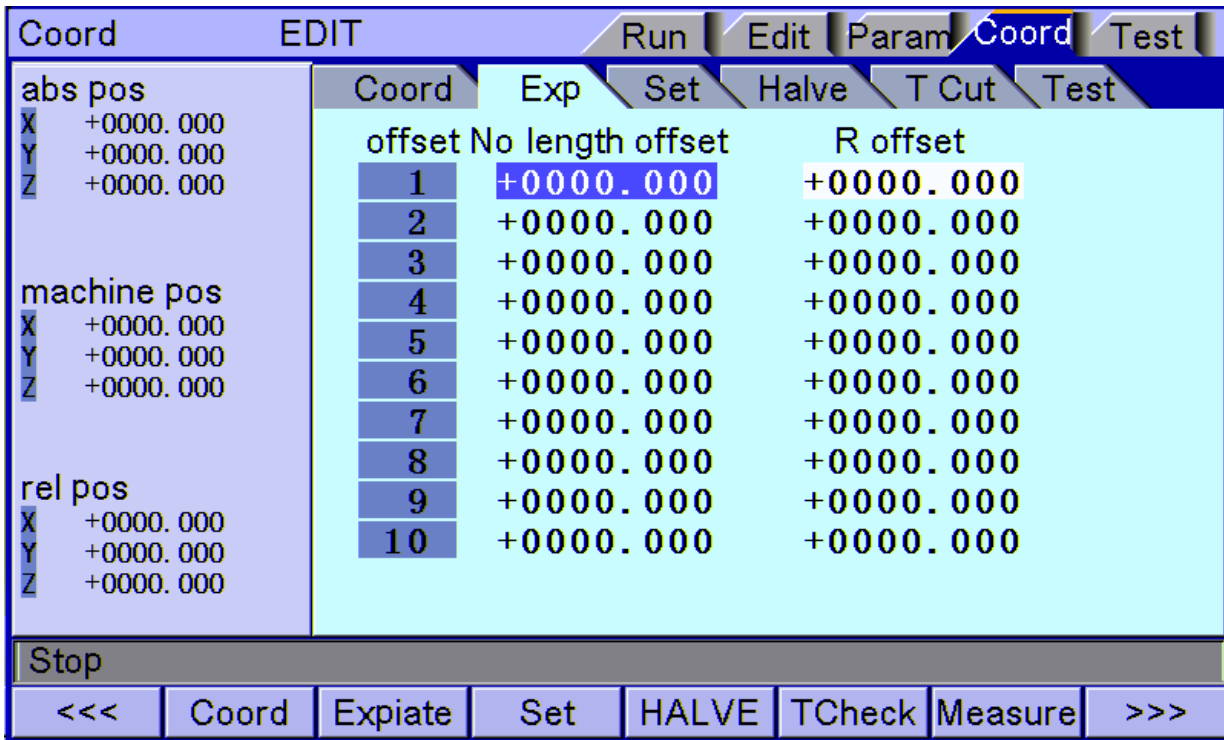 Coord EDIT Run Edit Param Coord Test
Coord Exp Set Halve T Cut Test
abs pos
X +0000.000
Y +0000.000
Z +0000.000
machine pos
X +0000.000
Y +0000.000
Z +0000.000
rel pos
X +0000.000
Y +0000.000
Z +0000.000
offset No length offset R offset
1 +0000.000 +0000.000
2 +0000.000 +0000.000
3 +0000.000 +0000.000
4 +0000.000 +0000.000
5 +0000.000 +0000.000
6 +0000.000 +0000.000
7 +0000.000 +0000.000
8 +0000.000 +0000.000
9 +0000.000 +0000.000
10 +0000.000 +0000.000
Stop
<<< Coord Expiate Set HALVE TCheck Measure >>>